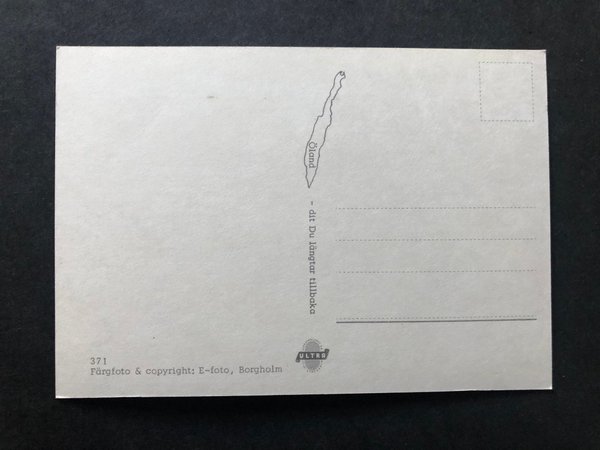 Öland
- dit Du längtar tillbaka
ULTRA
371
Färgfoto & copyright: E-foto, Borgholm